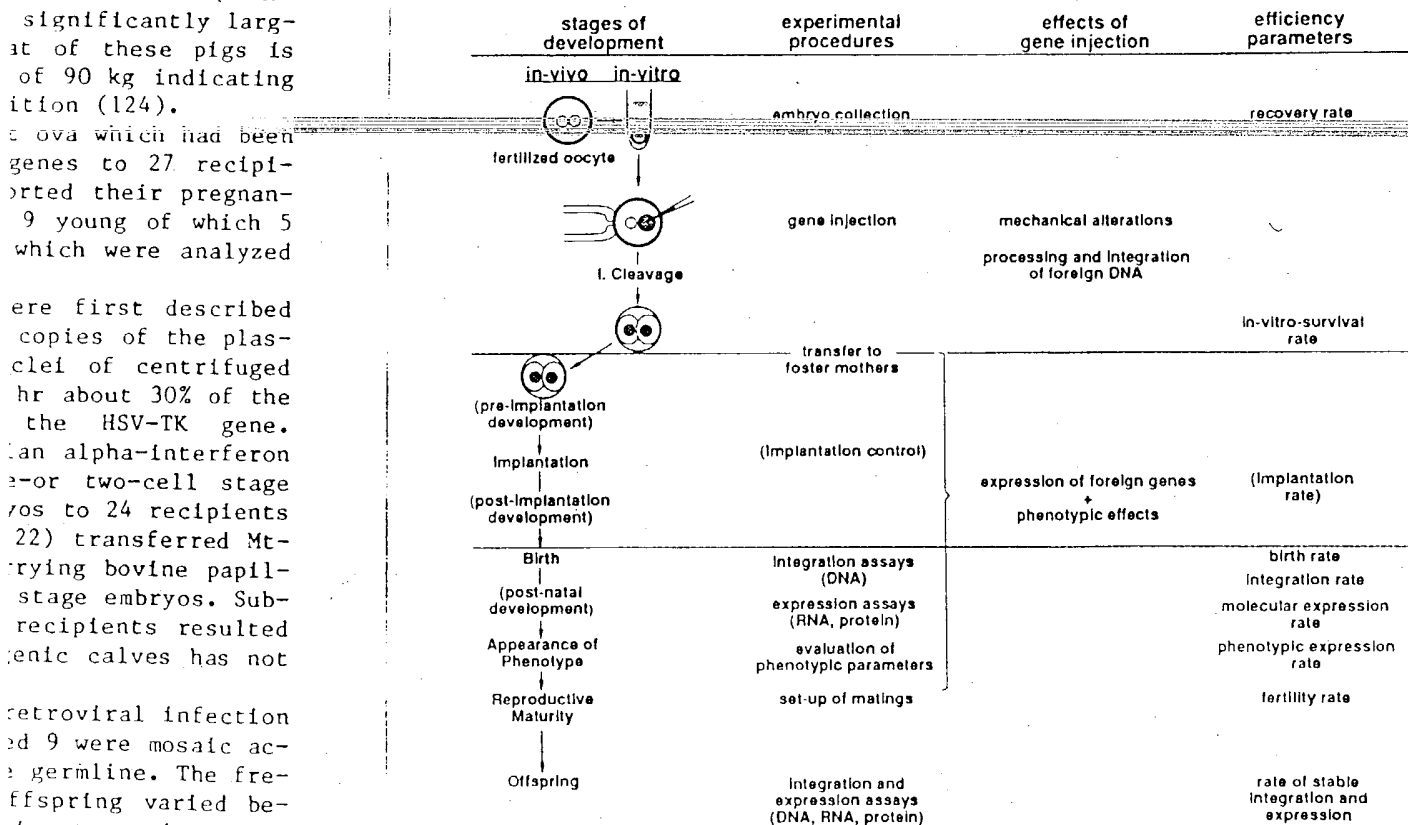 significantly larg-
at of these pigs is
of 90 kg indicating
ition (124).
ova which had been
genes to 27 recipi-
orted their pregnan-
9 young of which 5
which were analyzed
ere first described
copies of the plas-
clei of centrifuged
hr about 30% of the
the HSV-TK gene.
an alpha-interferon
e-or two-cell stage
yos to 24 recipients
22) transferred Mt-
rying bovine papil-
stage embryos. Sub-
recipients resulted
enic calves has not
retroviral infection
ed 9 were mosaic ac-
e germline. The fre-
ffspring varied be-
stages of
development
experimental
procedures
effects of
gene injection
efficiency
parameters
in-vivo in-vitro
embryo collection
recovery rate
fertilized oocyte
gene injection
mechanical alterations
processing and integration
of foreign DNA
I. Cleavage
in-vitro-survival
rate
transfer to
foster mothers
(pre-implantation
development)
Implantation
(implantation control)
(post-implantation
development)
expression of foreign genes
+
phenotypic effects
(implantation
rate)
Birth
integration assays
(DNA)
birth rate
integration rate
(post-natal
development)
expression assays
(RNA, protein)
molecular expression
rate
Appearance of
Phenotype
evaluation of
phenotypic parameters
phenotypic expression
rate
Reproductive
Maturity
set-up of matings
fertility rate
Offspring
integration and
expression assays
(DNA, RNA, protein)
rate of stable
integration and
expression